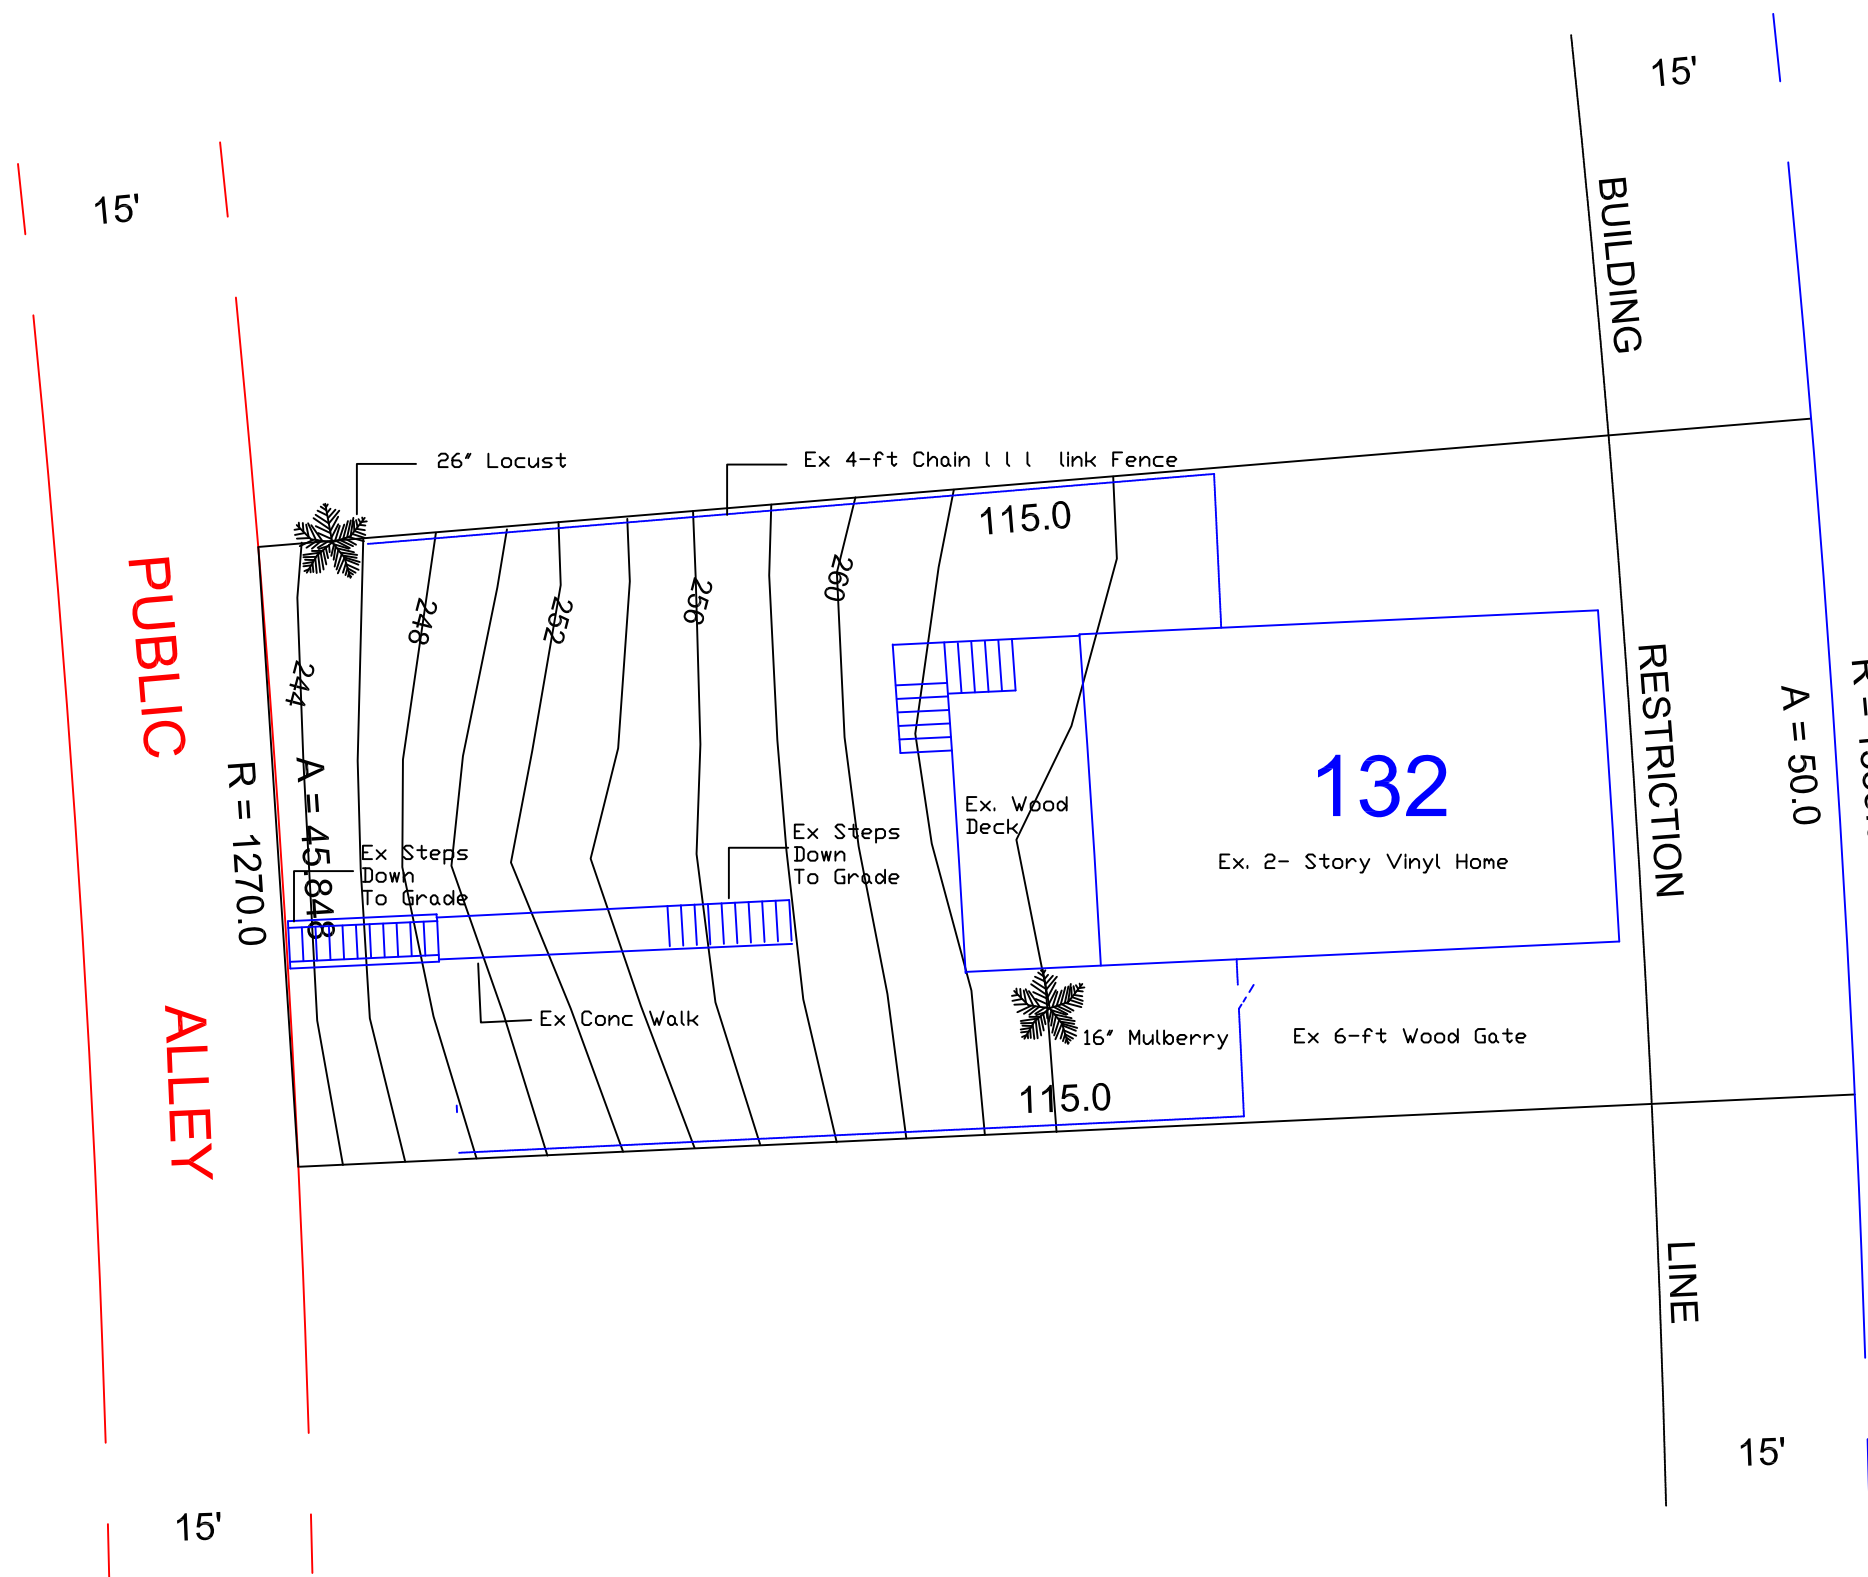 15'
15'
BUILDING
26" Locust
Ex 4-ft Chain l l l link Fence
115.0
PUBLIC
244
248
252
256
260
RESTRICTION
A = 50.0
R = 1270.0
A = 45.848
132
Ex. 2- Story Vinyl Home
Ex. Wood
Deck
Ex Steps
Down
To Grade
Ex Steps
Down
To Grade
Ex Conc Walk
16" Mulberry
Ex 6-ft Wood Gate
115.0
ALLEY
LINE
15'
15'